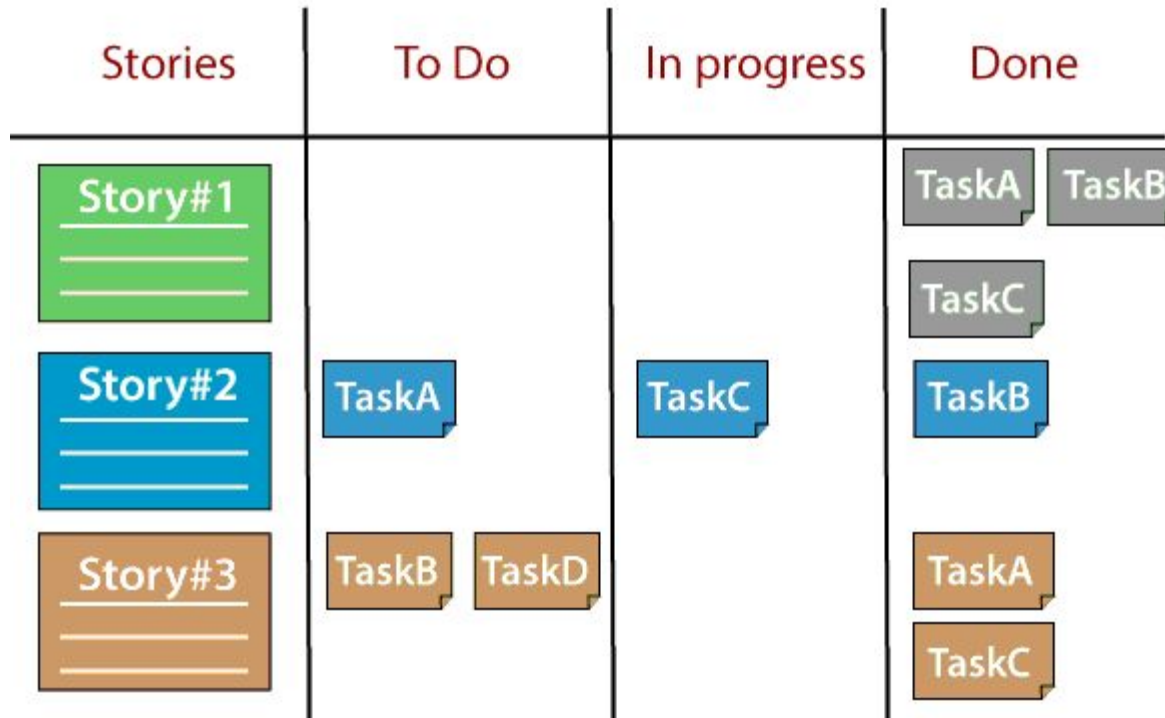 Stories To Do In progress Done
Story#1 TaskA TaskB
TaskC
Story#2 TaskA TaskC TaskB
Story#3 TaskB TaskD TaskA
TaskC